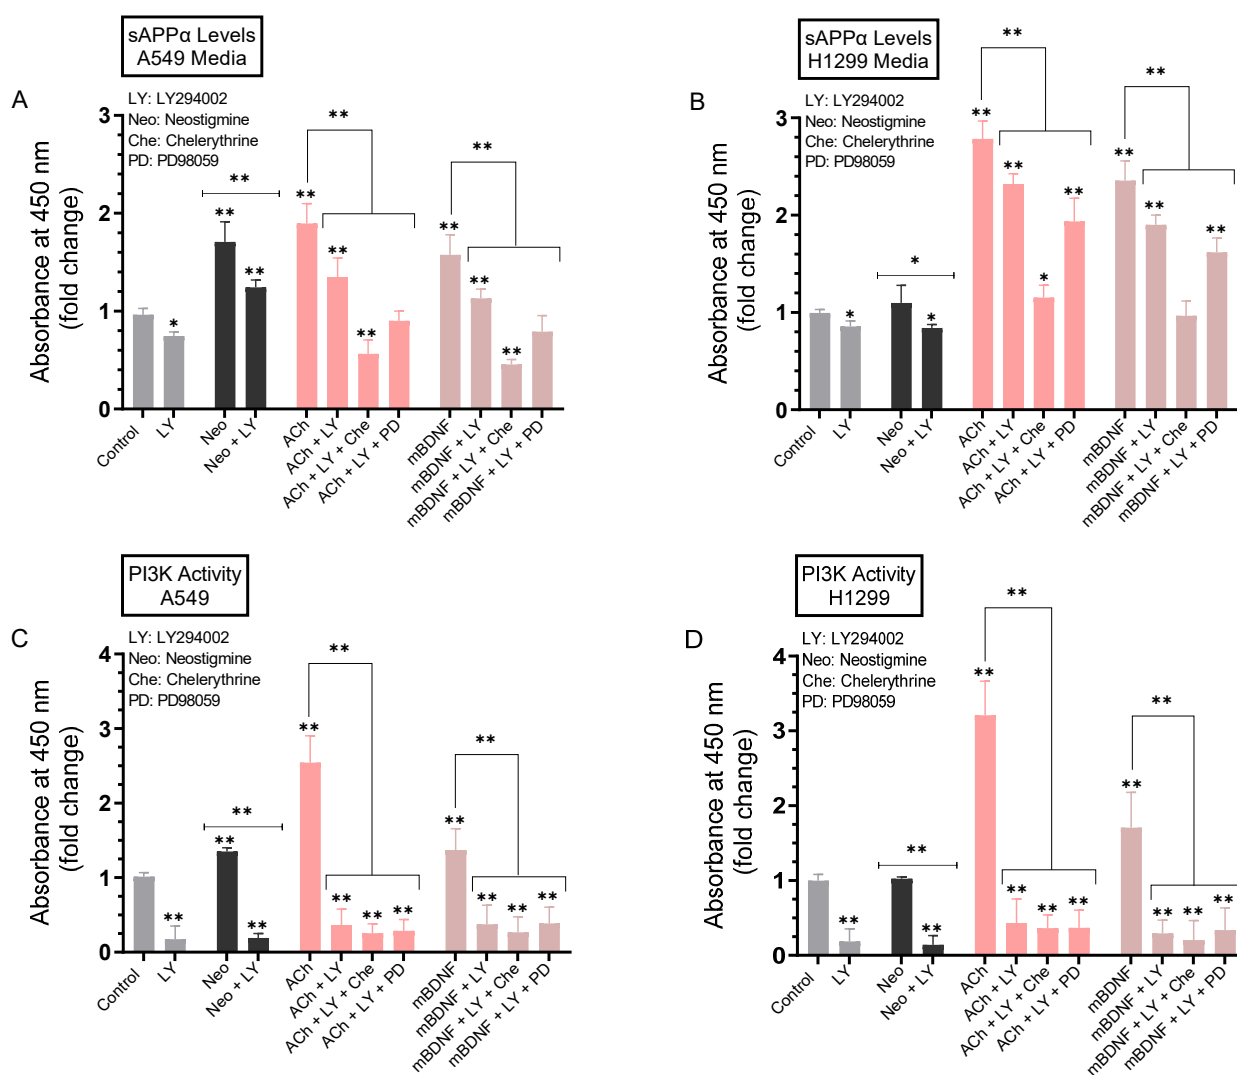 sAPPα Levels
A549 Media
A
LY: LY294002
Neo: Neostigmine
Che: Chelerythrine
PD: PD98059
Absorbance at 450 nm
(fold change)
3
2
1
0
**
**
**
*
**
**
**
**
**
**
**
**
Control
LY
Neo
Neo + LY
ACh
ACh + LY
ACh + LY + Che
ACh + LY + PD
mBDNF
mBDNF + LY
mBDNF + LY + Che
mBDNF + LY + PD
sAPPα Levels
H1299 Media
B
LY: LY294002
Neo: Neostigmine
Che: Chelerythrine
PD: PD98059
Absorbance at 450 nm
(fold change)
3
2
1
0
**
**
*
*
*
**
**
*
**
**
**
**
Control
LY
Neo
Neo + LY
ACh
ACh + LY
ACh + LY + Che
ACh + LY + PD
mBDNF
mBDNF + LY
mBDNF + LY + Che
mBDNF + LY + PD
PI3K Activity
A549
C
LY: LY294002
Neo: Neostigmine
Che: Chelerythrine
PD: PD98059
Absorbance at 450 nm
(fold change)
4
3
2
1
0
**
**
**
**
**
**
**
**
**
**
**
**
**
**
Control
LY
Neo
Neo + LY
ACh
ACh + LY
ACh + LY + Che
ACh + LY + PD
mBDNF
mBDNF + LY
mBDNF + LY + Che
mBDNF + LY + PD
PI3K Activity
H1299
D
LY: LY294002
Neo: Neostigmine
Che: Chelerythrine
PD: PD98059
Absorbance at 450 nm
(fold change)
4
3
2
1
0
**
**
**
**
**
**
**
**
**
**
**
**
**
Control
LY
Neo
Neo + LY
ACh
ACh + LY
ACh + LY + Che
ACh + LY + PD
mBDNF
mBDNF + LY
mBDNF + LY + Che
mBDNF + LY + PD